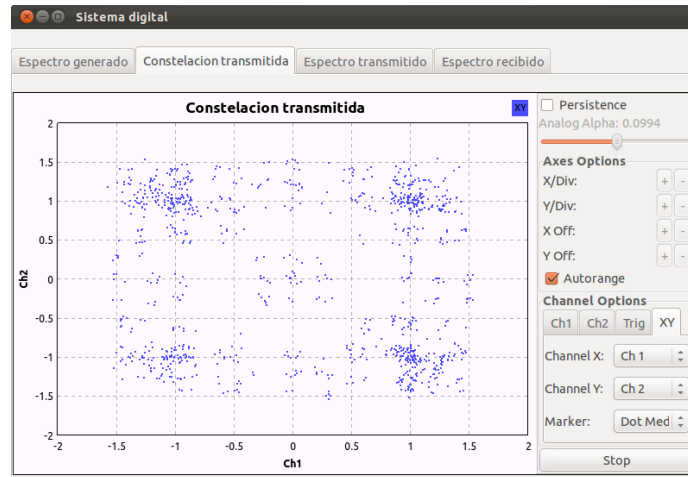 Sistema digital
Espectro generado Constelacion transmitida Espectro transmitido Espectro recibido
Constelacion transmitida
XY
2
1.5
1
0.5
0
-0.5
-1
-1.5
-2
Ch2
-2 -1.5 -1 -0.5 0 0.5 1 1.5 2
Ch1
Persistence
Analog Alpha: 0.0994
Axes Options
X/Div: + -
Y/Div: + -
X Off: + -
Y Off: + -
Autorange
Channel Options
Ch1 Ch2 Trig XY
Channel X: Ch 1
Channel Y: Ch 2
Marker: Dot Med
Stop